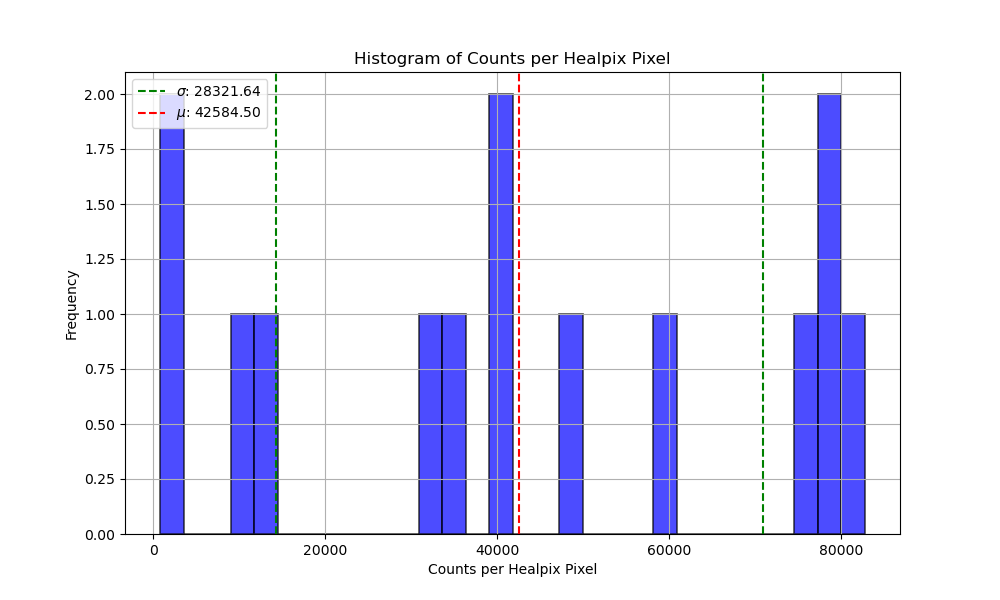 Histogram of Counts per Healpix Pixel
σ: 28321.64
μ: 42584.50
2.00
1.75
1.50
1.25
1.00
0.75
0.50
0.25
0.00
Frequency
0 20000 40000 60000 80000
Counts per Healpix Pixel